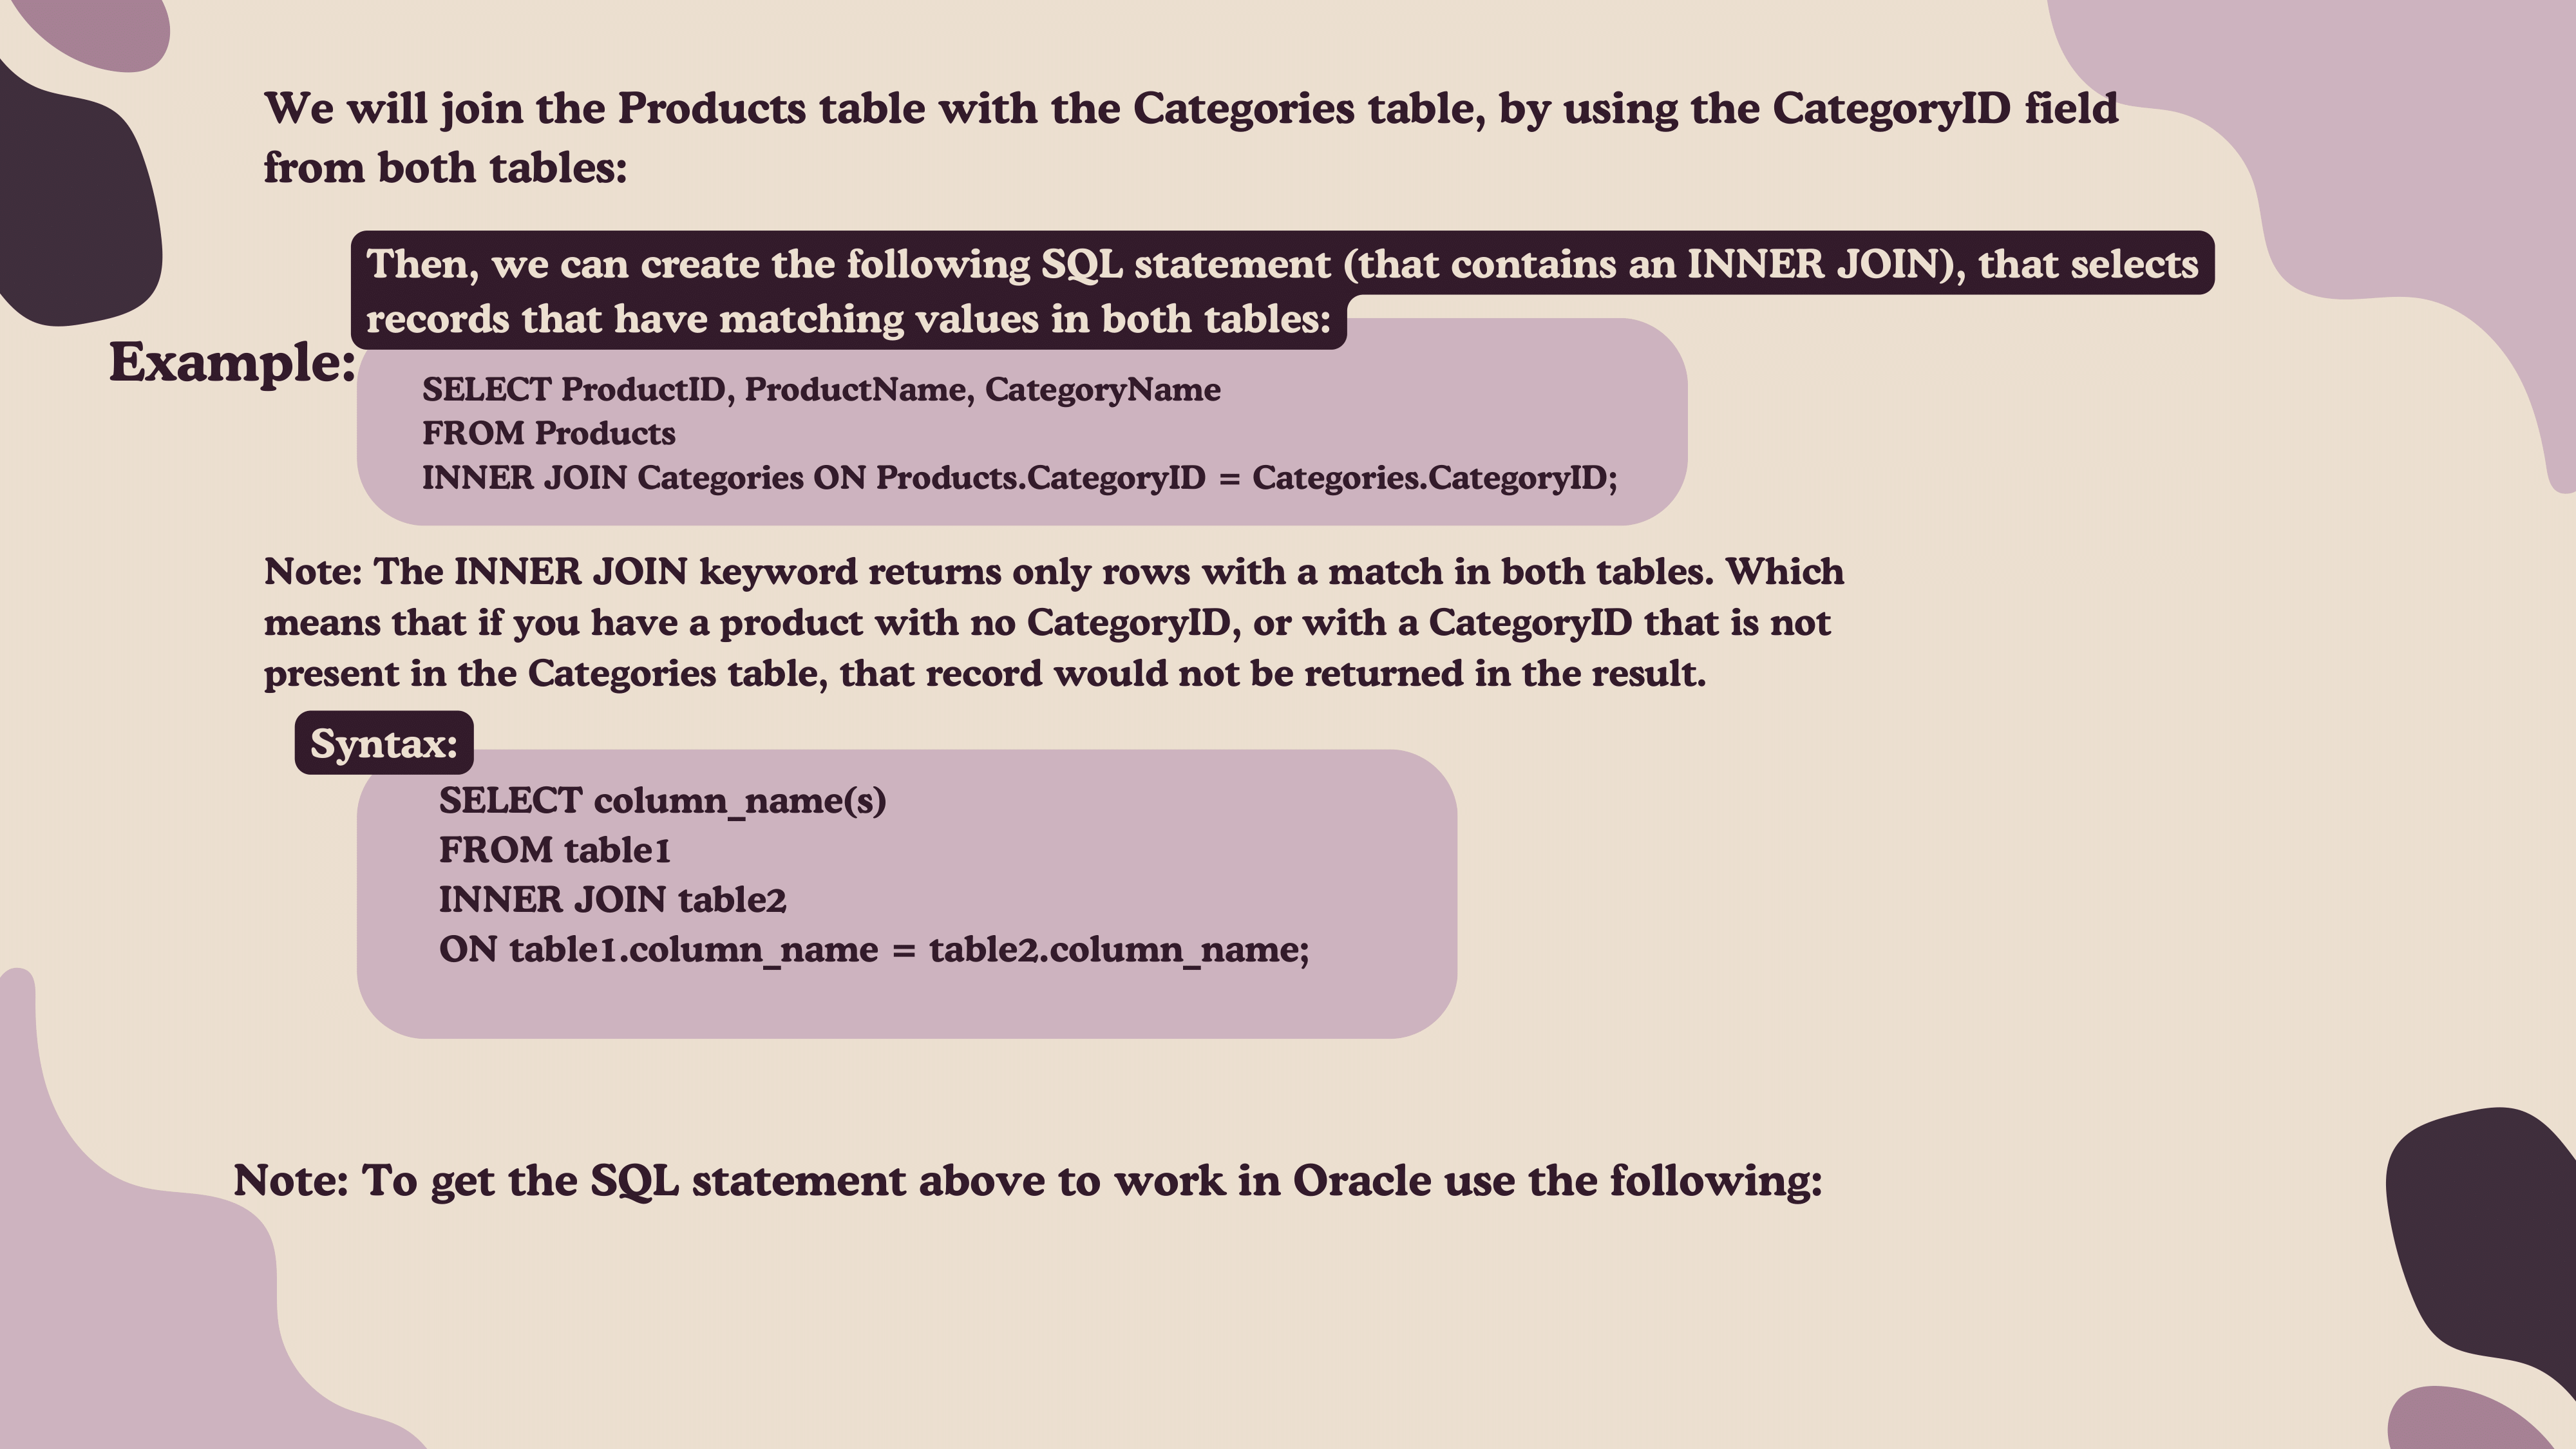 We will join the Products table with the Categories table, by using the CategoryID field
from both tables:
Then, we can create the following SQL statement (that contains an INNER JOIN), that selects
records that have matching values in both tables:
Example:
SELECT ProductID, ProductName, CategoryName
FROM Products
INNER JOIN Categories ON Products.CategoryID = Categories.CategoryID;
Note: The INNER JOIN keyword returns only rows with a match in both tables. Which
means that if you have a product with no CategoryID, or with a CategoryID that is not
present in the Categories table, that record would not be returned in the result.
Syntax:
SELECT column_name(s)
FROM table1
INNER JOIN table2
ON table1.column_name = table2.column_name;
Note: To get the SQL statement above to work in Oracle use the following: